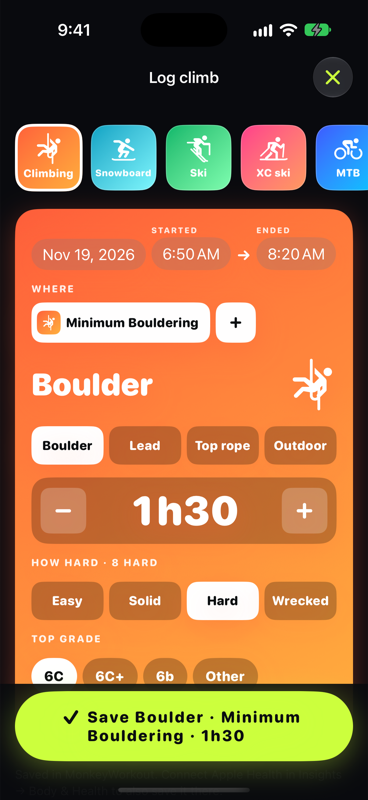 9:41
Log climb
Climbing
Snowboard
Ski
XC ski
MTB
STARTED
ENDED
Nov 19, 2026
6:50 AM
→
8:20 AM
WHERE
Minimum Bouldering
+
Boulder
Boulder
Lead
Top rope
Outdoor
−
1h30
+
HOW HARD · 8 HARD
Easy
Solid
Hard
Wrecked
TOP GRADE
6C
6C+
6b
Other
✓ Save Boulder · Minimum
Bouldering · 1h30